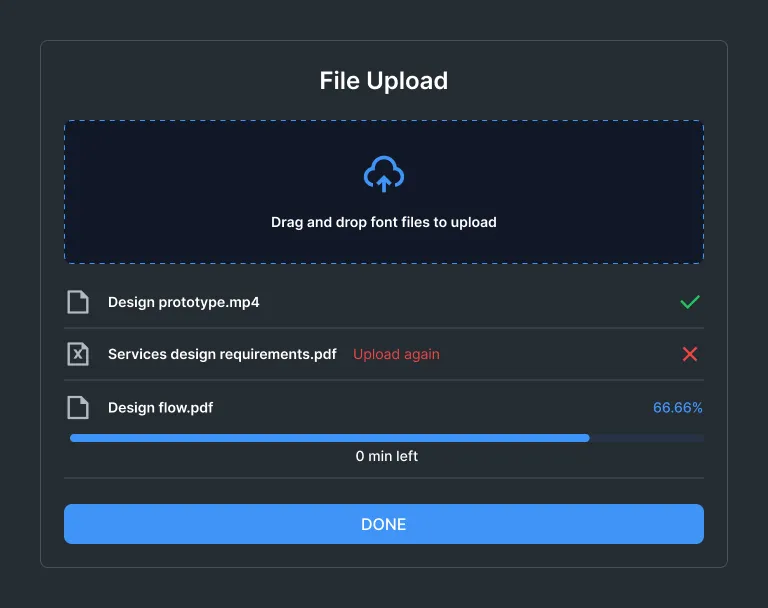 File Upload
Drag and drop font files to upload
Design prototype.mp4
Services design requirements.pdf Upload again
Design flow.pdf 66.66%
0 min left
DONE